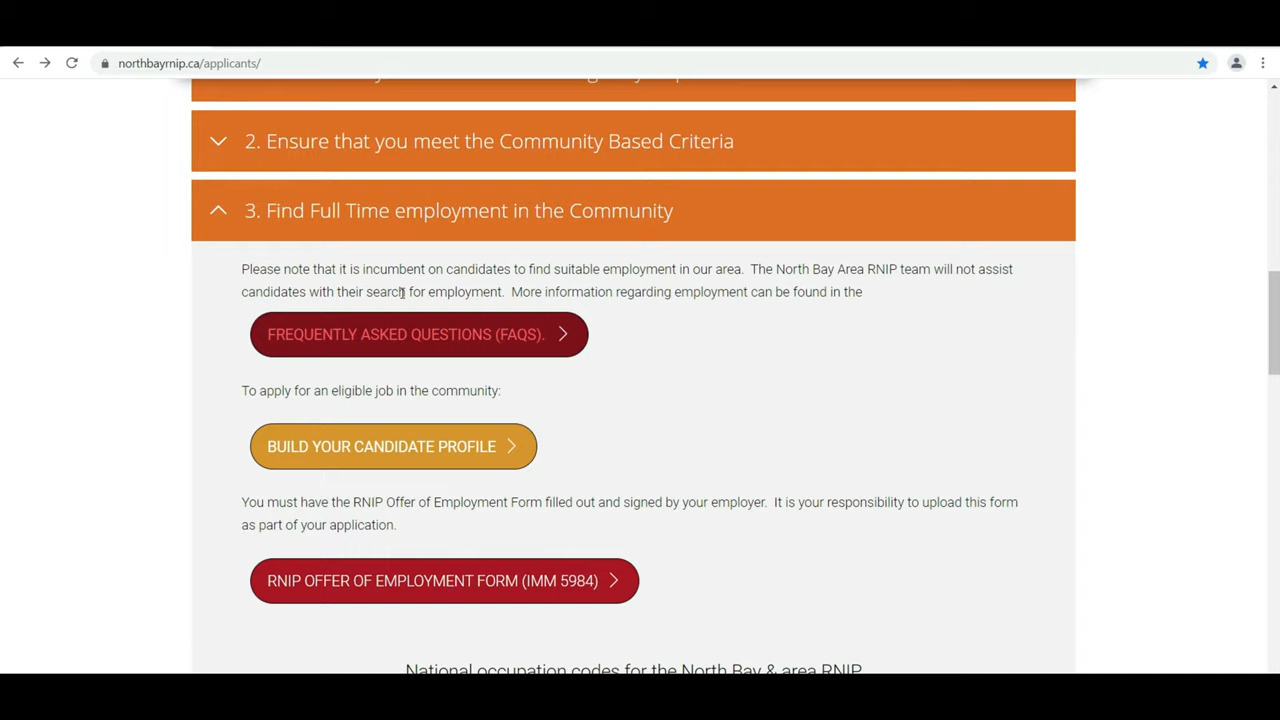 northbayrnip.ca/applicants/
2. Ensure that you meet the Community Based Criteria
3. Find Full Time employment in the Community
Please note that it is incumbent on candidates to find suitable employment in our area. The North Bay Area RNIP team will not assist
candidates with their search for employment. More information regarding employment can be found in the
FREQUENTLY ASKED QUESTIONS (FAQS).
To apply for an eligible job in the community:
BUILD YOUR CANDIDATE PROFILE
You must have the RNIP Offer of Employment Form filled out and signed by your employer. It is your responsibility to upload this form
as part of your application.
RNIP OFFER OF EMPLOYMENT FORM (IMM 5984)
National occupation codes for the North Bay & area RNIP